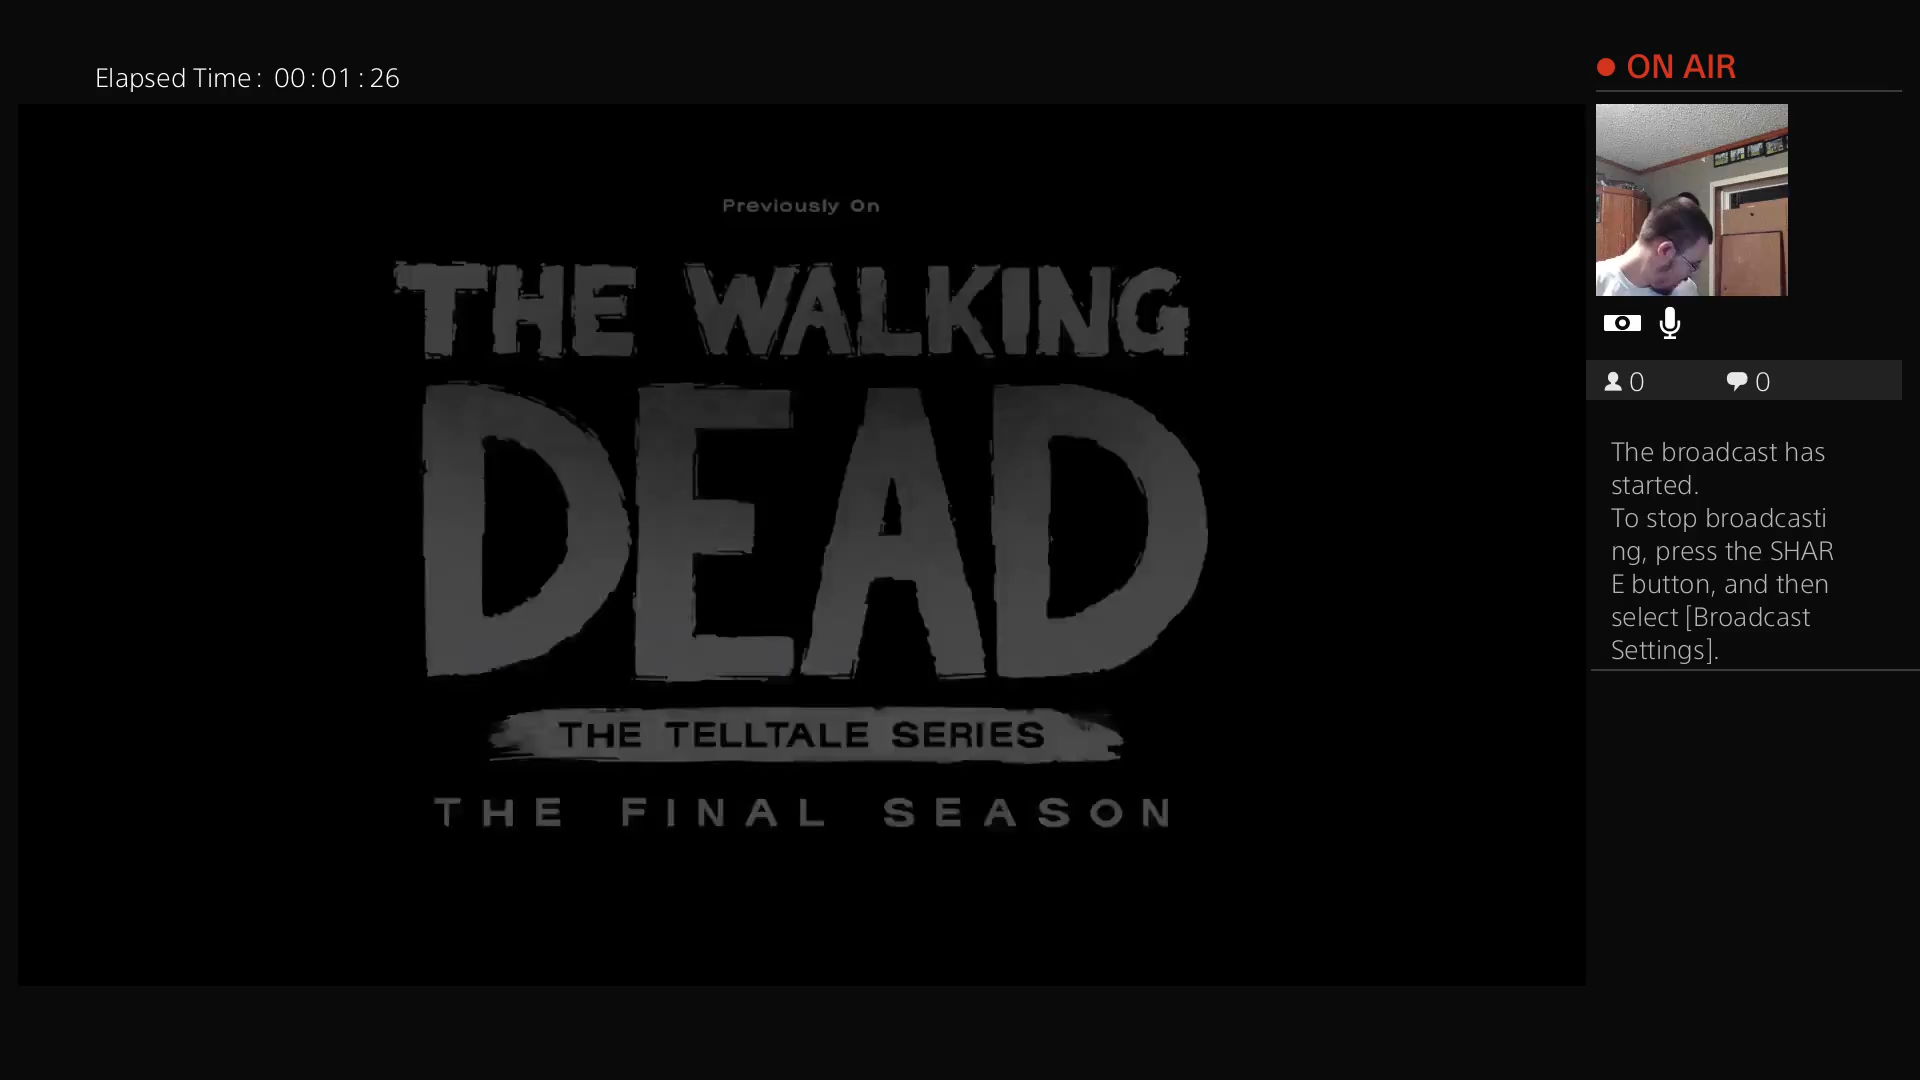 Elapsed Time: 00:01:26
ON AIR
Previously On
THE WALKING
DEAD
THE TELLTALE SERIES
THE FINAL SEASON
0
0
The broadcast has
started.
To stop broadcasti
ng, press the SHAR
E button, and then
select [Broadcast
Settings].